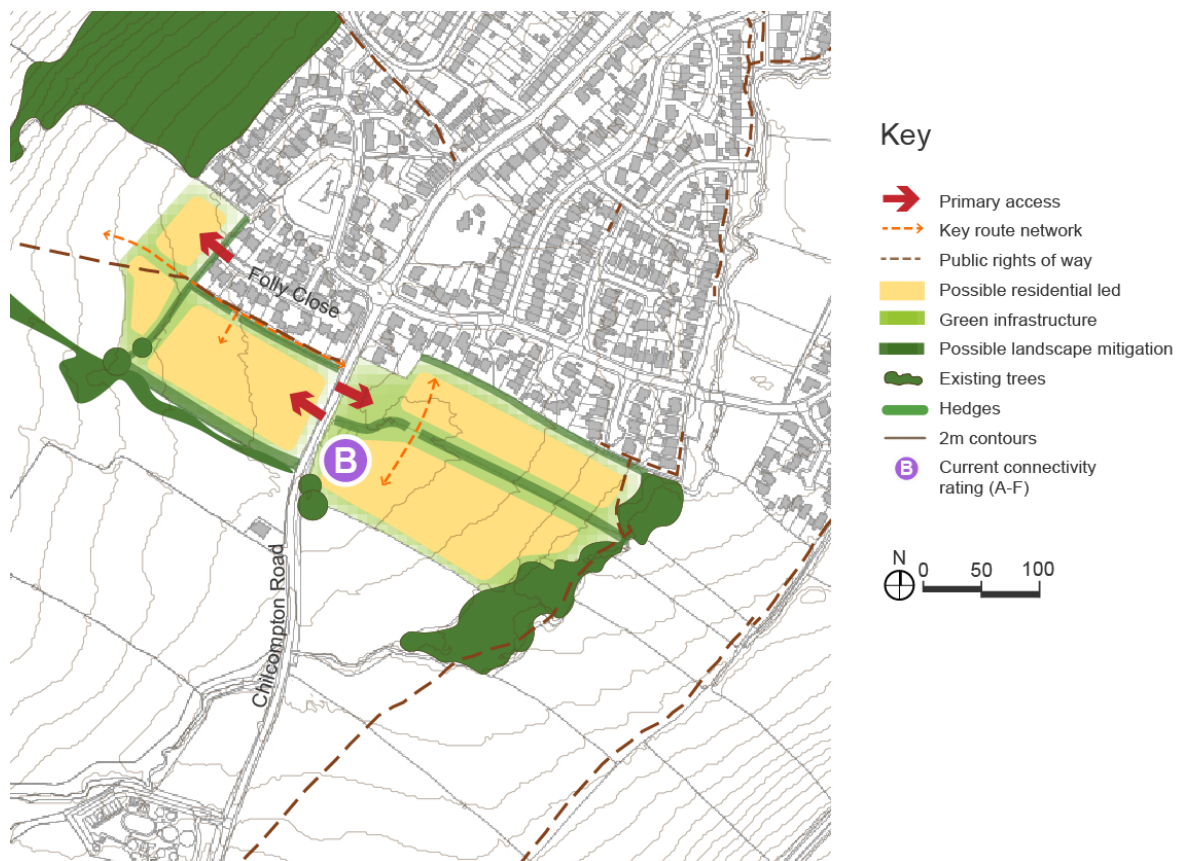 Folly Close
B
Chilcompton Road
Key
Primary access
Key route network
Public rights of way
Possible residential led
Green infrastructure
Possible landscape mitigation
Existing trees
Hedges
2m contours
B
Current connectivity
rating (A-F)
N
0 50 100